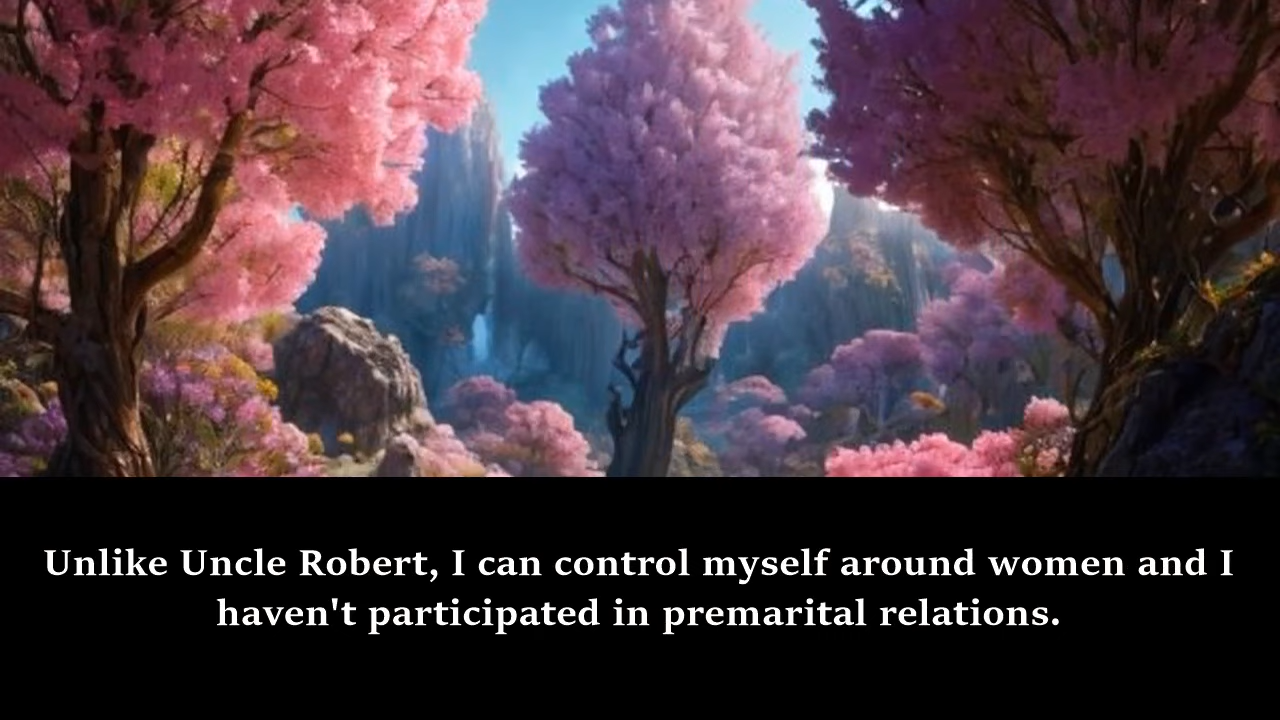 Unlike Uncle Robert, I can control myself around women and I
haven't participated in premarital relations.